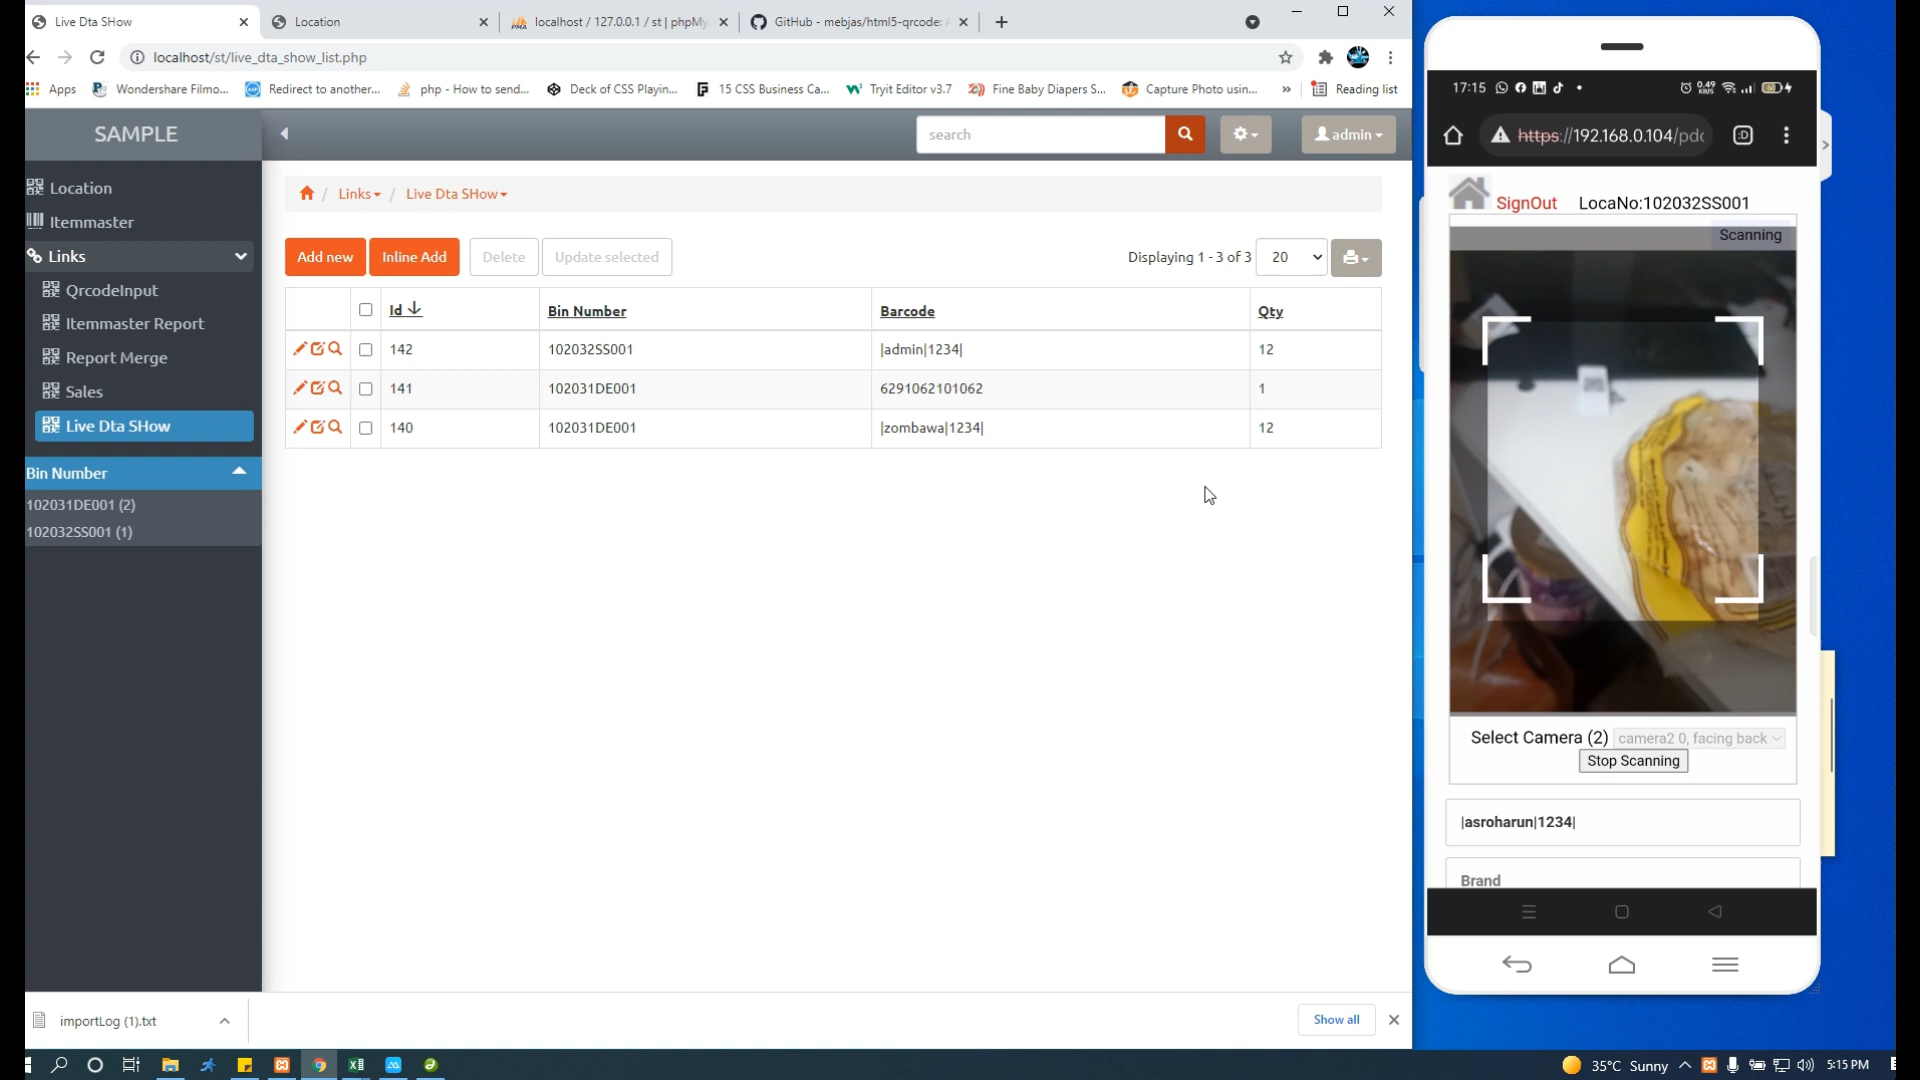 Live Dta SHow
Location
localhost / 127.0.0.1 / st | phpMy
GitHub - mebjas/html5-qrcode:
localhost/st/live_dta_show_list.php
Apps
Wondershare Filmo...
Redirect to another...
php - How to send...
Deck of CSS Playin...
15 CSS Business Ca...
Tryit Editor v3.7
Fine Baby Diapers S...
Capture Photo usin...
»
Reading list
SAMPLE
search
admin
Location
Itemmaster
Links
QrcodeInput
Itemmaster Report
Report Merge
Sales
Live Dta SHow
Bin Number
102031DE001 (2)
102032SS001 (1)
/ Links / Live Dta SHow
Add new
Inline Add
Delete
Update selected
Displaying 1 - 3 of 3
20
Id Bin Number Barcode Qty
142 102032SS001 |admin|1234| 12
141 102031DE001 6291062101062 1
140 102031DE001 |zombawa|1234| 12
importLog (1).txt
Show all
35°C Sunny
5:15 PM
17:15
0.49
KB/S
https://192.168.0.104/pd
:D
SignOut LocaNo:102032SS001
Scanning
Select Camera (2) camera2 0, facing back
Stop Scanning
|asroharun|1234|
Brand